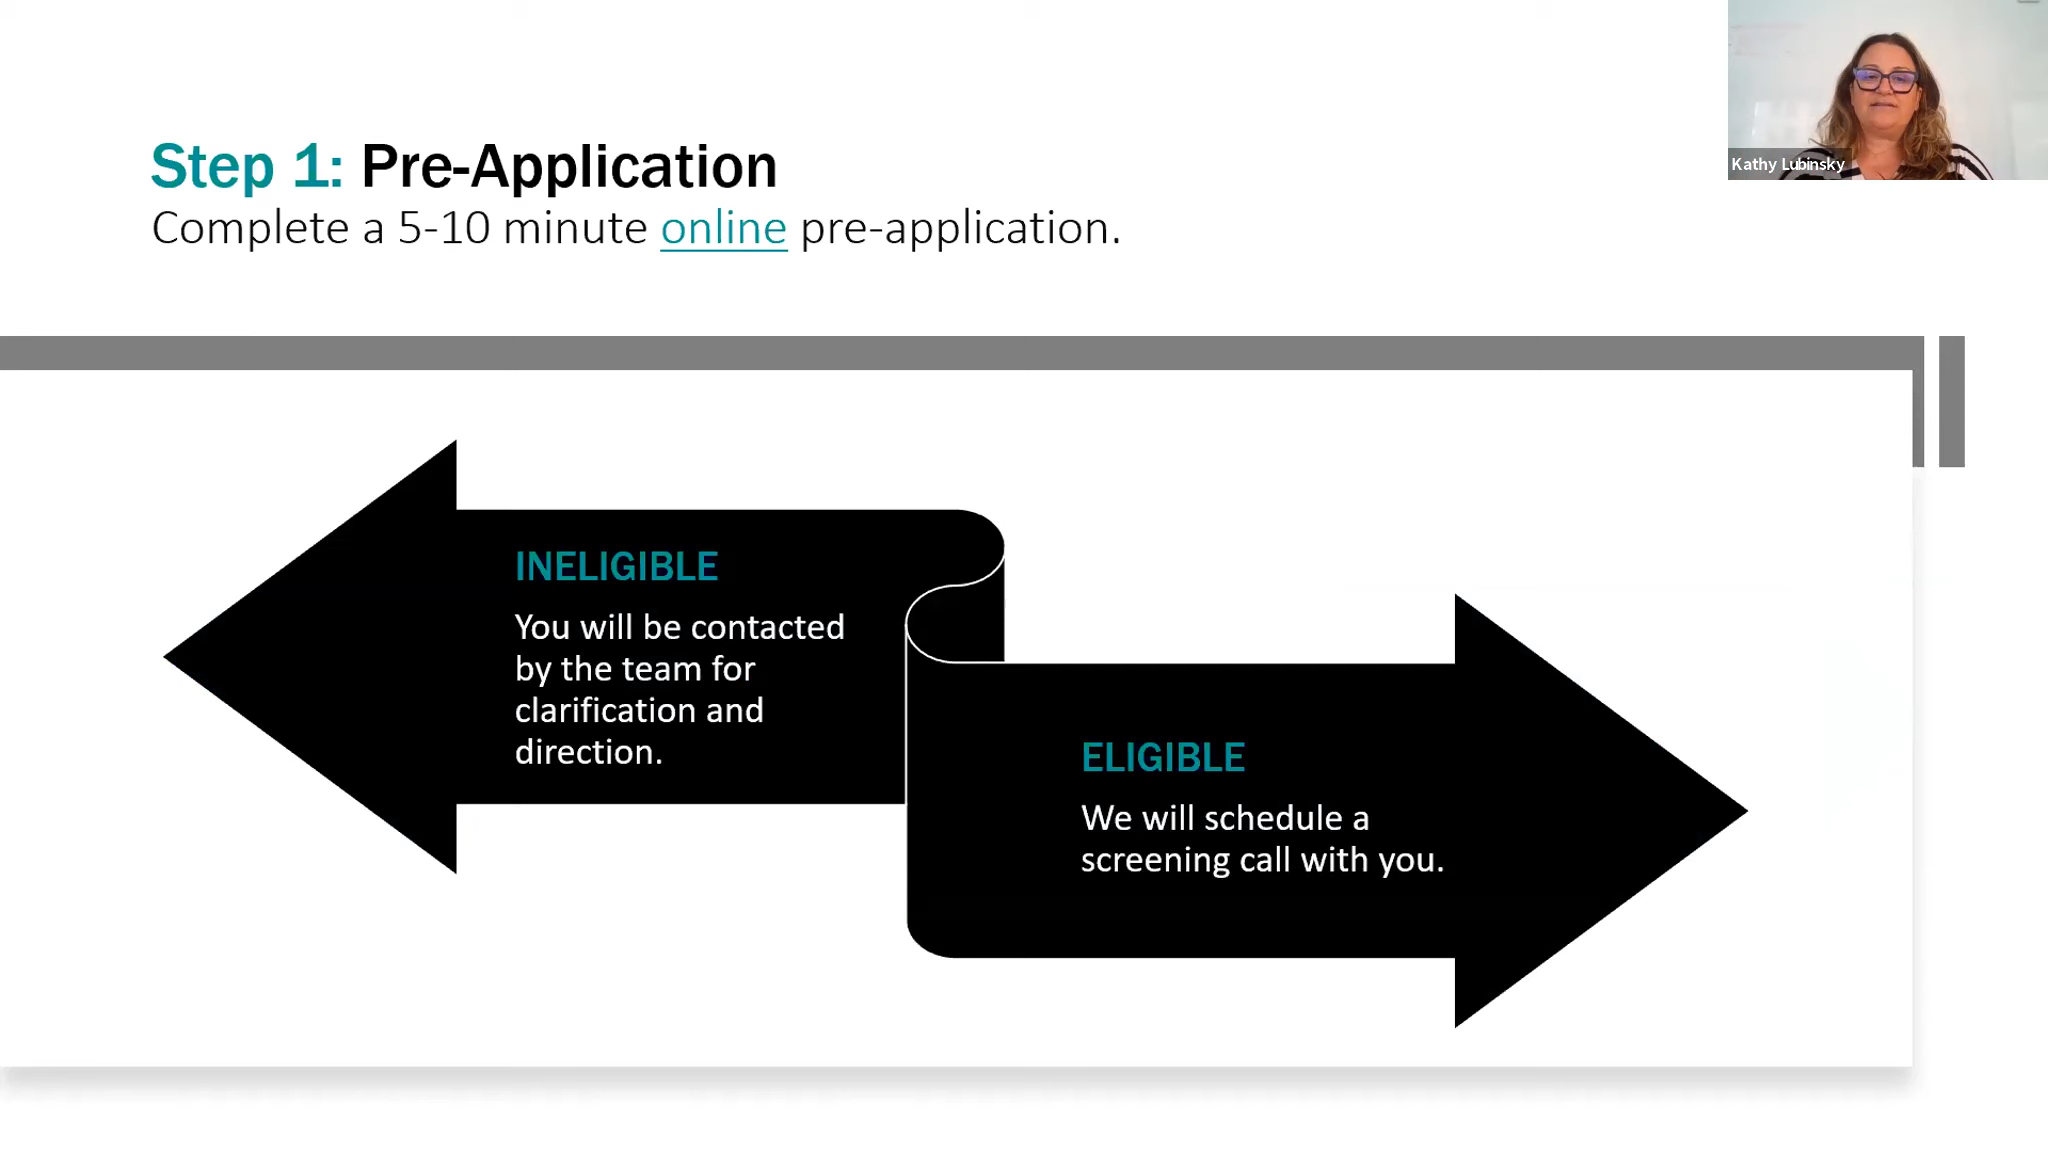 Step 1: Pre-Application
Complete a 5-10 minute online pre-application.
Kathy Lubinsky
INELIGIBLE
You will be contacted
by the team for
clarification and
direction.
ELIGIBLE
We will schedule a
screening call with you.